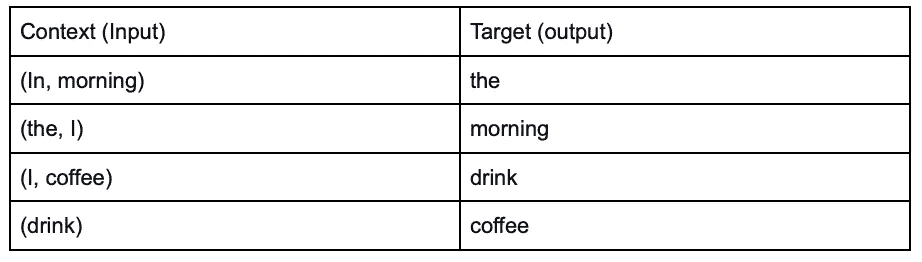 Context (Input) Target (output)
(In, morning) the
(the, I) morning
(I, coffee) drink
(drink) coffee